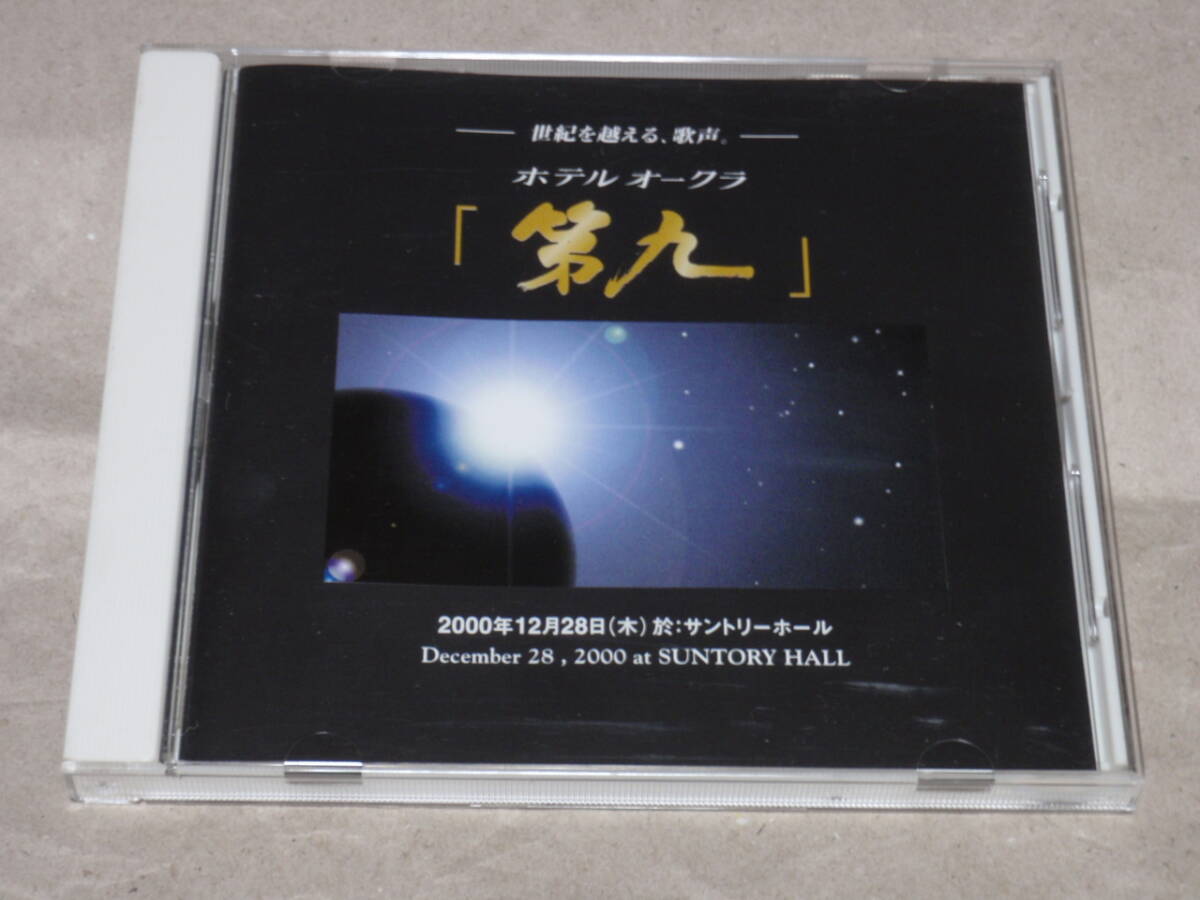 世紀を越える、歌声。
ホテル オークラ
「第九」
2000年12月28日(木) 於:サントリーホール
December 28 , 2000 at SUNTORY HALL